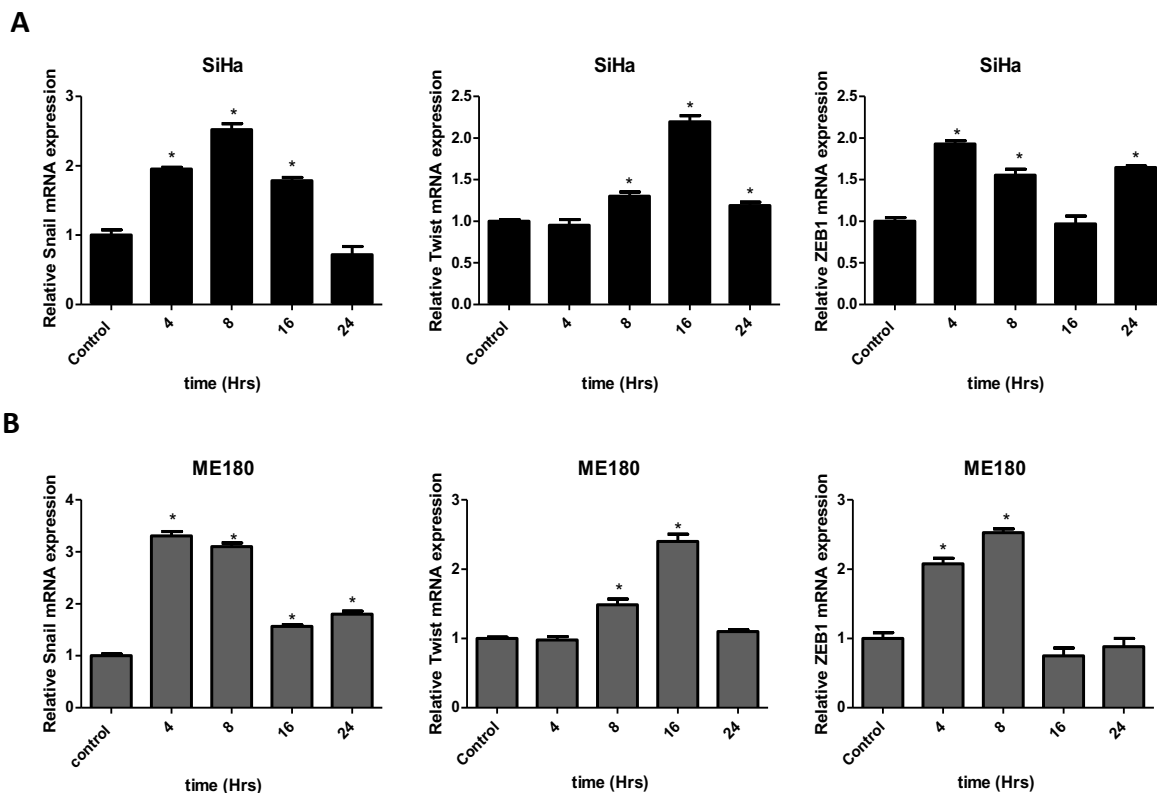 A
SiHa
Relative Snail mRNA expression
3
2
1
0
*
*
*
Control
4
8
16
24
time (Hrs)
SiHa
Relative Twist mRNA expression
2.5
2.0
1.5
1.0
0.5
0.0
*
*
*
Control
4
8
16
24
time (Hrs)
SiHa
Relative ZEB1 mRNA expression
2.5
2.0
1.5
1.0
0.5
0.0
*
*
*
Control
4
8
16
24
time (Hrs)
B
ME180
Relative Snail mRNA expression
4
3
2
1
0
*
*
*
*
control
4
8
16
24
time (Hrs)
ME180
Relative Twist mRNA expression
3
2
1
0
*
*
Control
4
8
16
24
time (Hrs)
ME180
Relative ZEB1 mRNA expression
3
2
1
0
*
*
Control
4
8
16
24
time (Hrs)